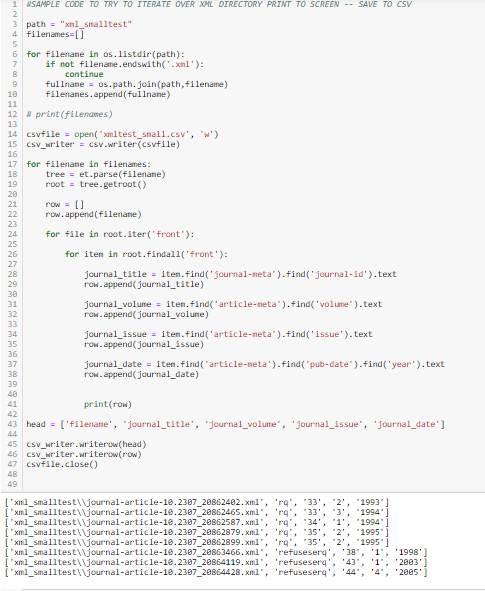 1 #SAMPLE CODE TO TRY TO ITERATE OVER XML DIRECTORY PRINT TO SCREEN -- SAVE TO CSV
2
3 path = "xml_smalltest"
4 filenames=[]
5
6 for filename in os.listdir(path):
7     if not filename.endswith('.xml'):
8         continue
9     fullname = os.path.join(path,filename)
10     filenames.append(fullname)
11
12 # print(filenames)
13
14 csvfile = open('xmltest_small.csv', 'w')
15 csv_writer = csv.writer(csvfile)
16
17 for filename in filenames:
18     tree = et.parse(filename)
19     root = tree.getroot()
20
21     row = []
22     row.append(filename)
23
24     for file in root.iter('front'):
25
26         for item in root.findall('front'):
27
28             journal_title = item.find('journal-meta').find('journal-id').text
29             row.append(journal_title)
30
31             journal_volume = item.find('article-meta').find('volume').text
32             row.append(journal_volume)
33
34             journal_issue = item.find('article-meta').find('issue').text
35             row.append(journal_issue)
36
37             journal_date = item.find('article-meta').find('pub-date').find('year').text
38             row.append(journal_date)
39
40
41             print(row)
42
43 head = ['filename', 'journal_title', 'journal_volume', 'journal_issue', 'journal_date']
44
45 csv_writer.writerow(head)
46 csv_writer.writerow(row)
47 csvfile.close()
48
49
['xml_smalltest\\journal-article-10.2307_20862402.xml', 'rq', '33', '2', '1993']
['xml_smalltest\\journal-article-10.2307_20862465.xml', 'rq', '33', '3', '1994']
['xml_smalltest\\journal-article-10.2307_20862587.xml', 'rq', '34', '1', '1994']
['xml_smalltest\\journal-article-10.2307_20862879.xml', 'rq', '35', '2', '1995']
['xml_smalltest\\journal-article-10.2307_20862899.xml', 'rq', '35', '2', '1995']
['xml_smalltest\\journal-article-10.2307_20863466.xml', 'refuseserq', '38', '1', '1998']
['xml_smalltest\\journal-article-10.2307_20864119.xml', 'refuseserq', '43', '1', '2003']
['xml_smalltest\\journal-article-10.2307_20864428.xml', 'refuseserq', '44', '4', '2005']